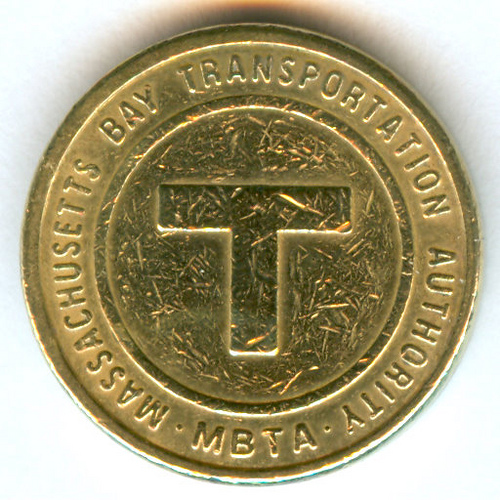 MASSACHUSETTS BAY TRANSPORTATION AUTHORITY
· MBTA ·
T